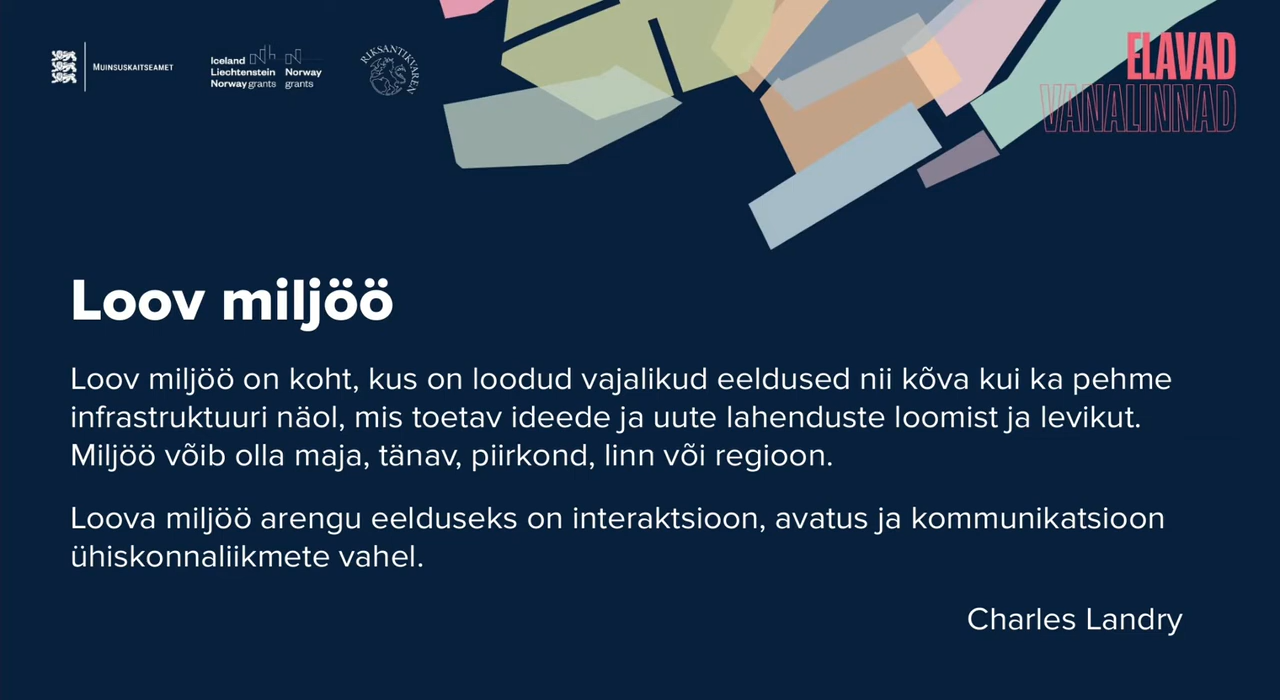 MUINSUSKAITSEAMET
Iceland
Liechtenstein
Norway grants
Norway
grants
RIKSANTIKVAREN
ELAVAD
VANALINNAD
Loov miljöö
Loov miljöö on koht, kus on loodud vajalikud eeldused nii kõva kui ka pehme
infrastruktuuri näol, mis toetav ideede ja uute lahenduste loomist ja levikut.
Miljöö võib olla maja, tänav, piirkond, linn või regioon.
Loova miljöö arengu eelduseks on interaktsioon, avatus ja kommunikatsioon
ühiskonnaliikmete vahel.
Charles Landry